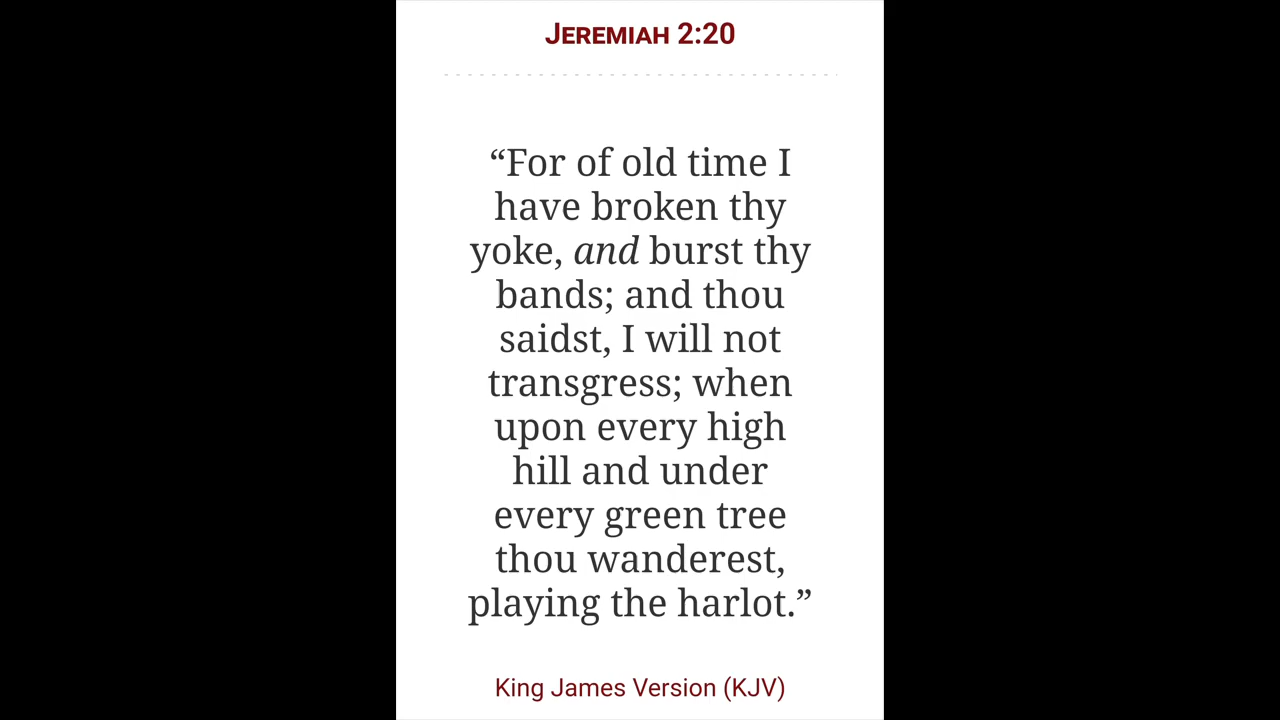 Jeremiah 2:20
“For of old time I
have broken thy
yoke, and burst thy
bands; and thou
saidst, I will not
transgress; when
upon every high
hill and under
every green tree
thou wanderest,
playing the harlot.”
King James Version (KJV)